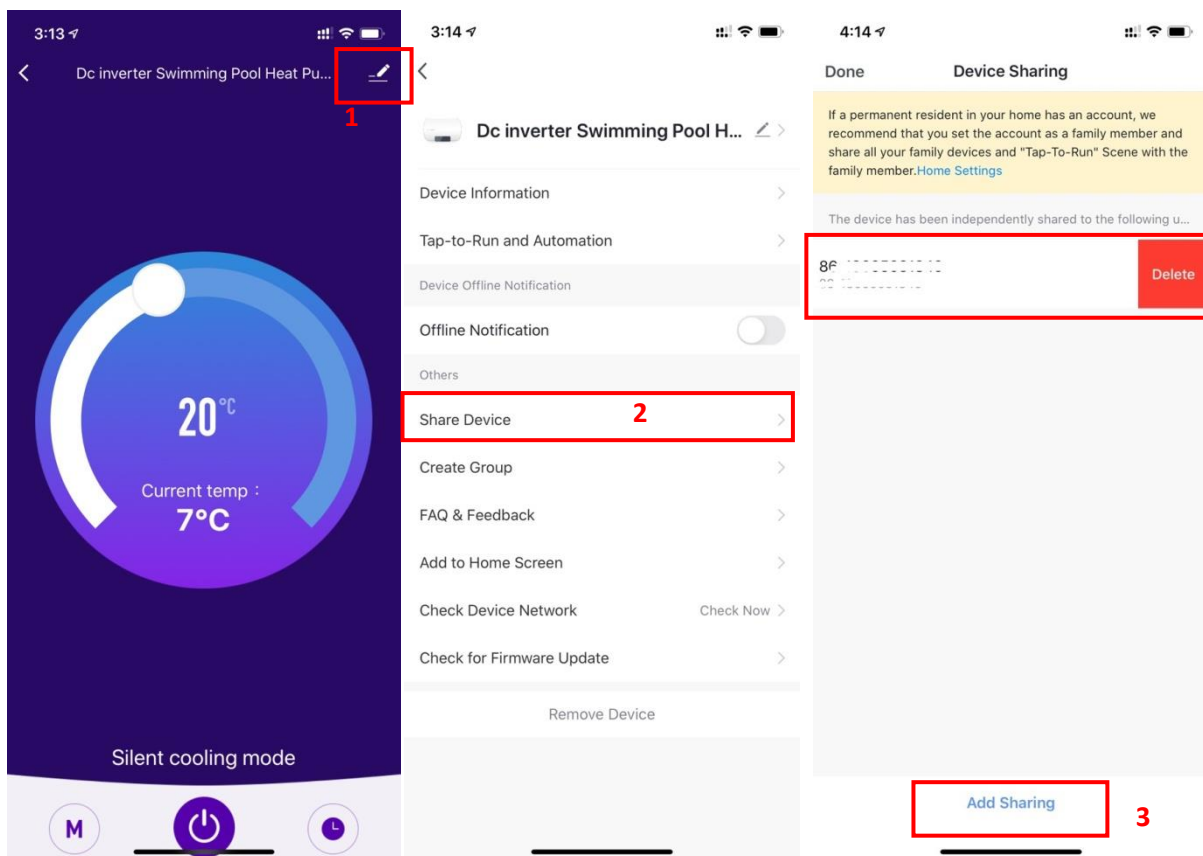 3:13
Dc inverter Swimming Pool Heat Pu...
1
20°C
Current temp :
7°C
Silent cooling mode
M
3:14
Dc inverter Swimming Pool H...
Device Information
Tap-to-Run and Automation
Device Offline Notification
Offline Notification
Others
Share Device
2
Create Group
FAQ & Feedback
Add to Home Screen
Check Device Network
Check Now
Check for Firmware Update
Remove Device
4:14
Done
Device Sharing
If a permanent resident in your home has an account, we
recommend that you set the account as a family member and
share all your family devices and "Tap-To-Run" Scene with the
family member.Home Settings
The device has been independently shared to the following u...
Delete
Add Sharing
3